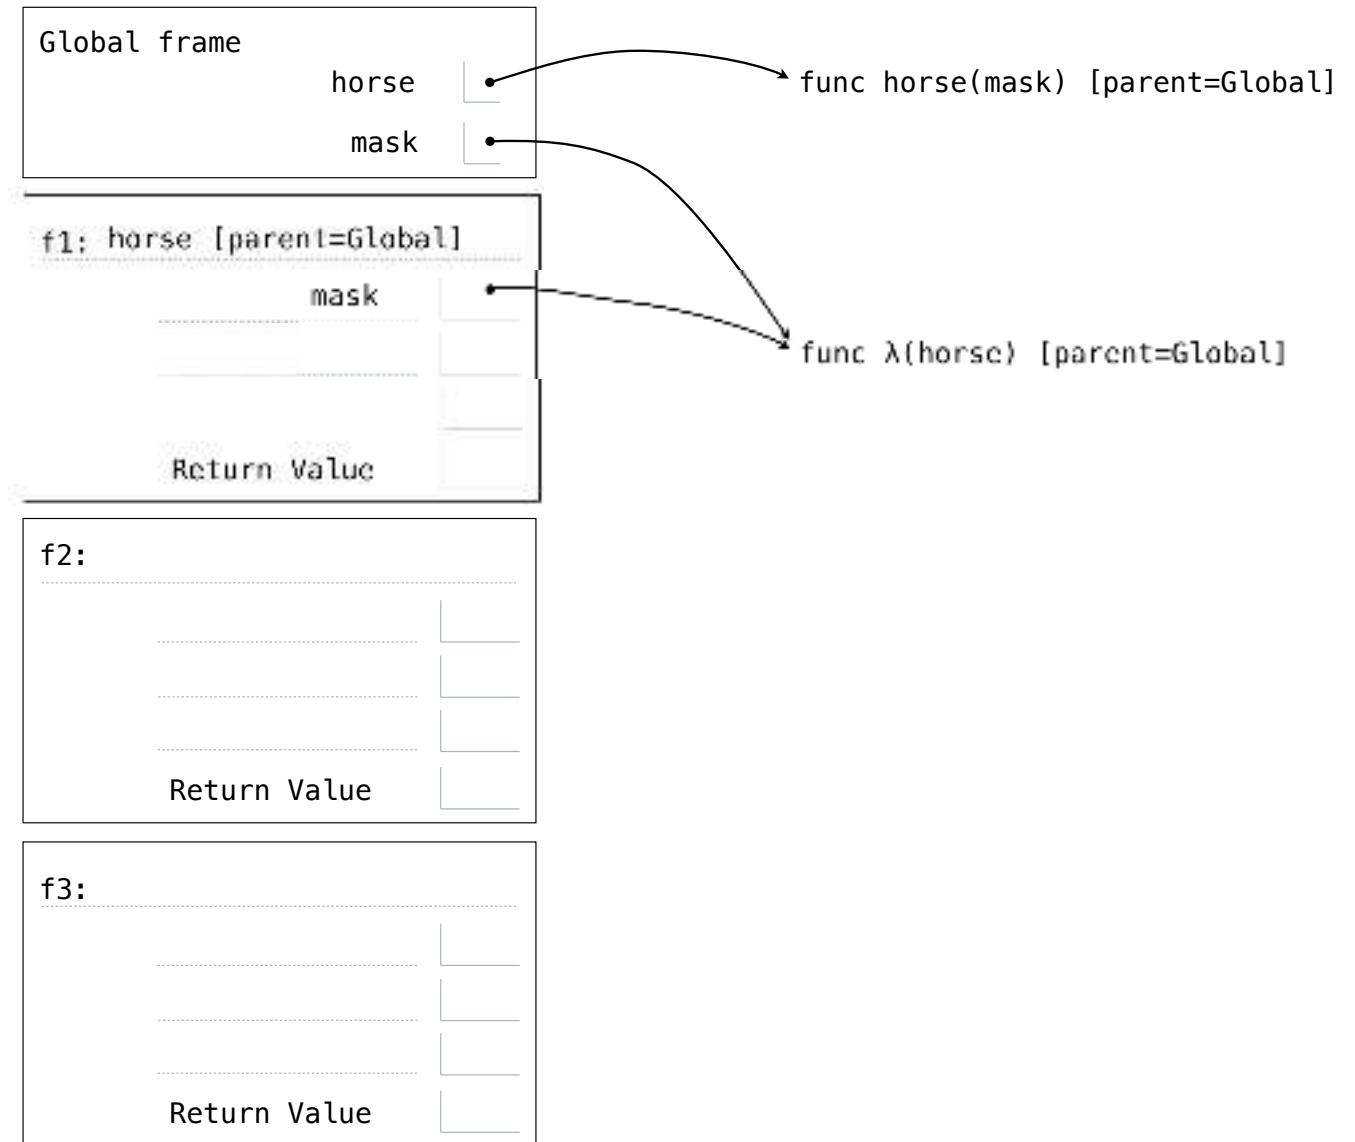 Global frame
horse
func horse(mask) [parent=Global]
mask
f1: horse [parent=Global]
mask
func λ(horse) [parent=Global]
Return Value
f2:
Return Value
f3:
Return Value